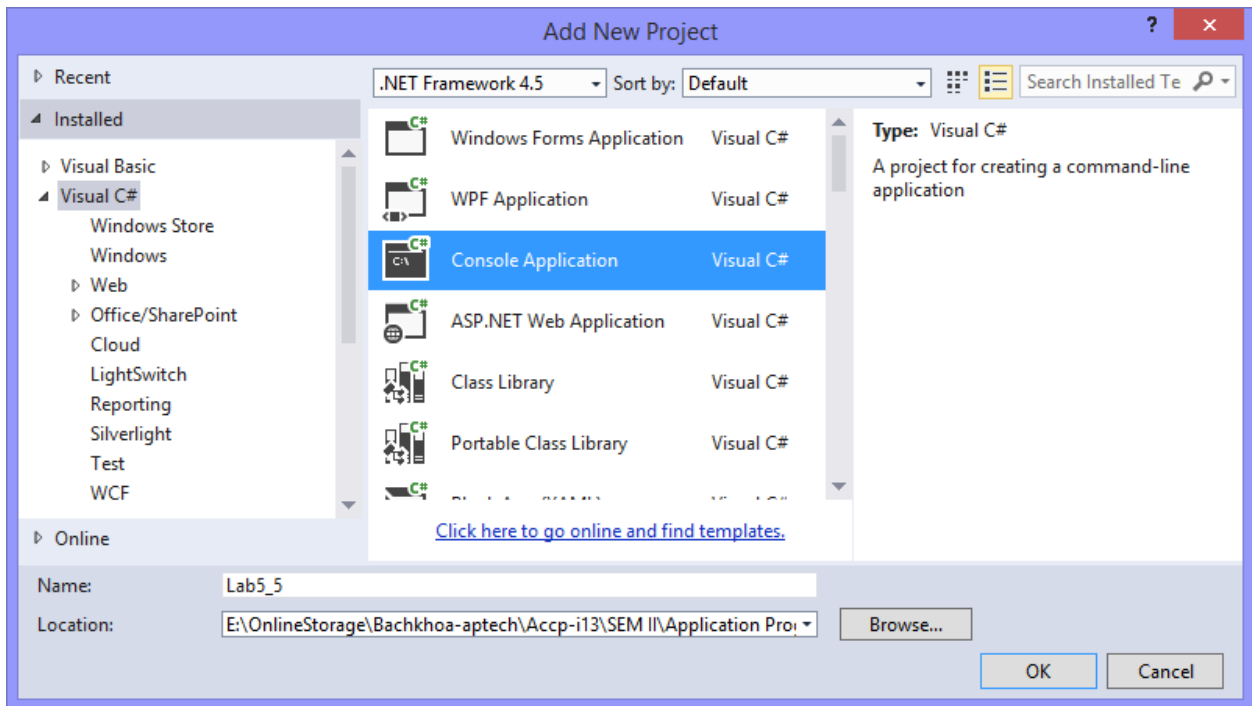 Add New Project
?
Recent
.NET Framework 4.5
Sort by:
Default
Search Installed Te
Installed
Visual Basic
Visual C#
Windows Store
Windows
Web
Office/SharePoint
Cloud
LightSwitch
Reporting
Silverlight
Test
WCF
Online
C#
Windows Forms Application Visual C#
C#
WPF Application Visual C#
C#
C:\
Console Application Visual C#
C#
ASP.NET Web Application Visual C#
C#
Class Library Visual C#
C#
Portable Class Library Visual C#
C#
Click here to go online and find templates.
Type: Visual C#
A project for creating a command-line
application
Name: Lab5_5
Location: E:\OnlineStorage\Bachkhoa-aptech\Accp-i13\SEM II\Application
Browse...
OK Cancel